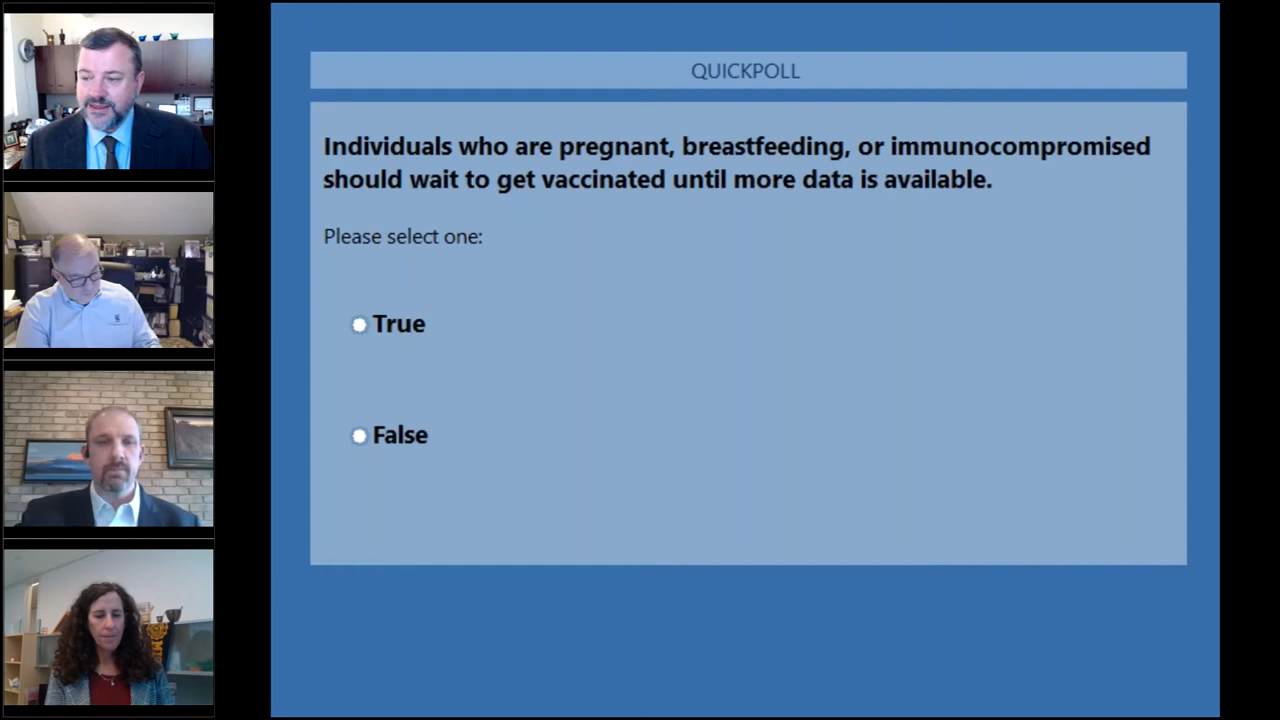 QUICKPOLL
Individuals who are pregnant, breastfeeding, or immunocompromised
should wait to get vaccinated until more data is available.
Please select one:
True
False